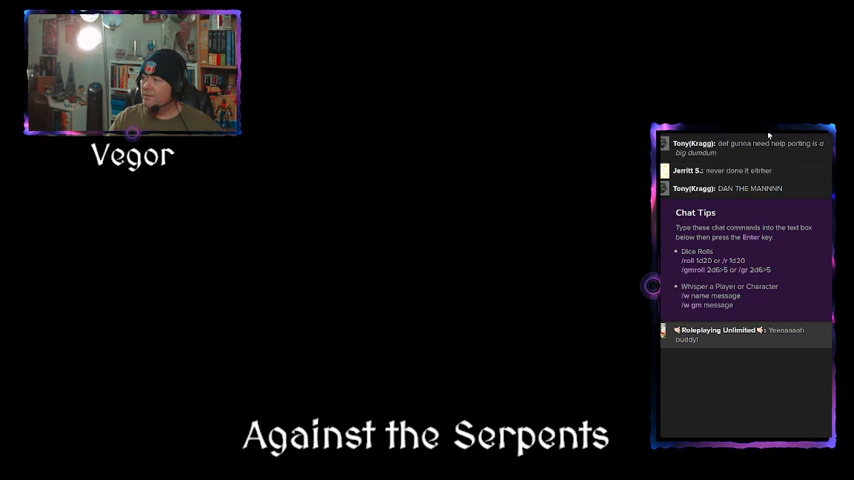 Vegor
Tony(Kragg): def gunna need help porting is a
big dumdum
Jerritt S.: never done it eitrher
Tony(Kragg): DAN THE MANNNN
Chat Tips
Type these chat commands into the text box
below then press the Enter key.
Dice Rolls
/roll 1d20 or /r 1d20
/gmroll 2d6>5 or /gr 2d6>5
Whisper a Player or Character
/w name message
/w gm message
Roleplaying Unlimited: Yeeaaaaah
buddy!
Against the Serpents